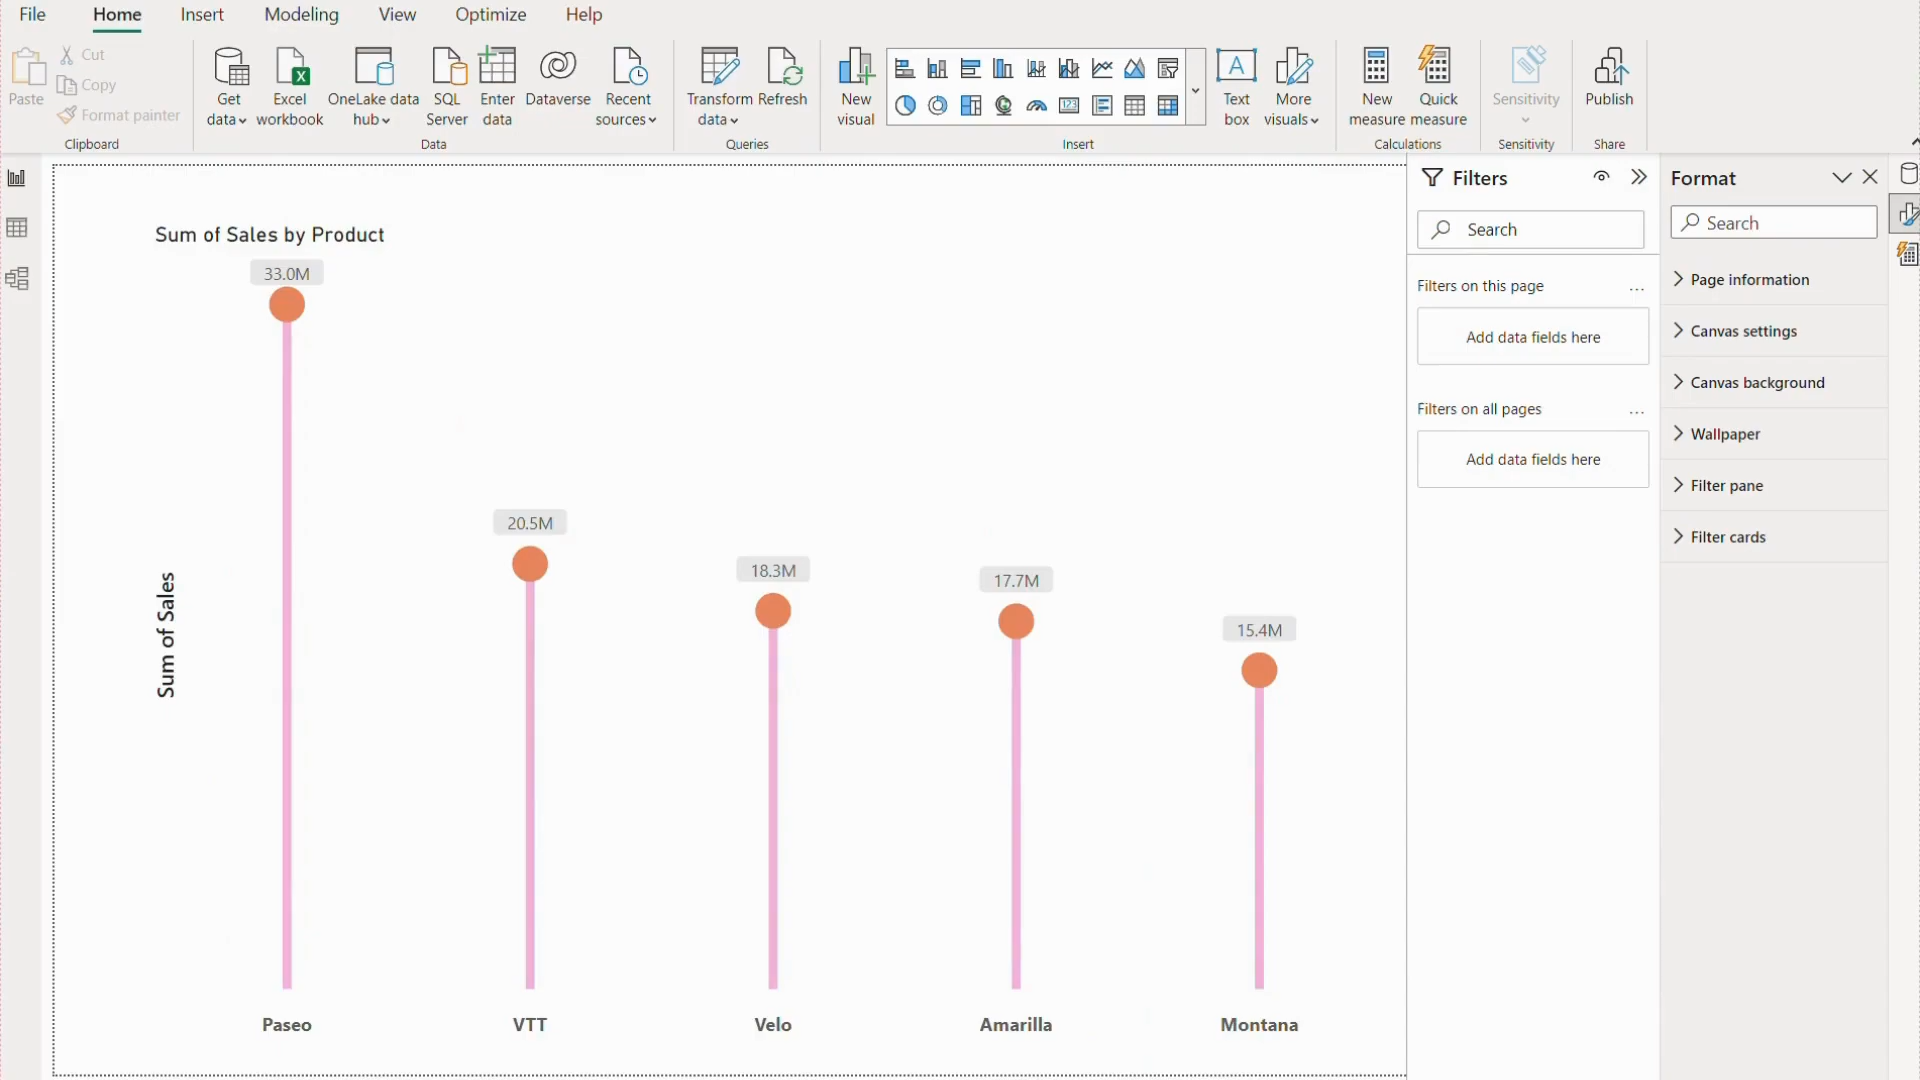 File Home Insert Modeling View Optimize Help
Paste
Cut
Copy
Format painter
Clipboard
Get data
Excel workbook
OneLake data hub
SQL Server
Enter data
Dataverse
Recent sources
Data
Transform data
Refresh
Queries
New visual
Text box
More visuals
Insert
New measure
Quick measure
Calculations
Sensitivity
Sensitivity
Publish
Share
Sum of Sales by Product
33.0M
20.5M
18.3M
17.7M
15.4M
Sum of Sales
Paseo VTT Velo Amarilla Montana
Filters
Search
Filters on this page ...
Add data fields here
Filters on all pages ...
Add data fields here
Format
Search
Page information
Canvas settings
Canvas background
Wallpaper
Filter pane
Filter cards